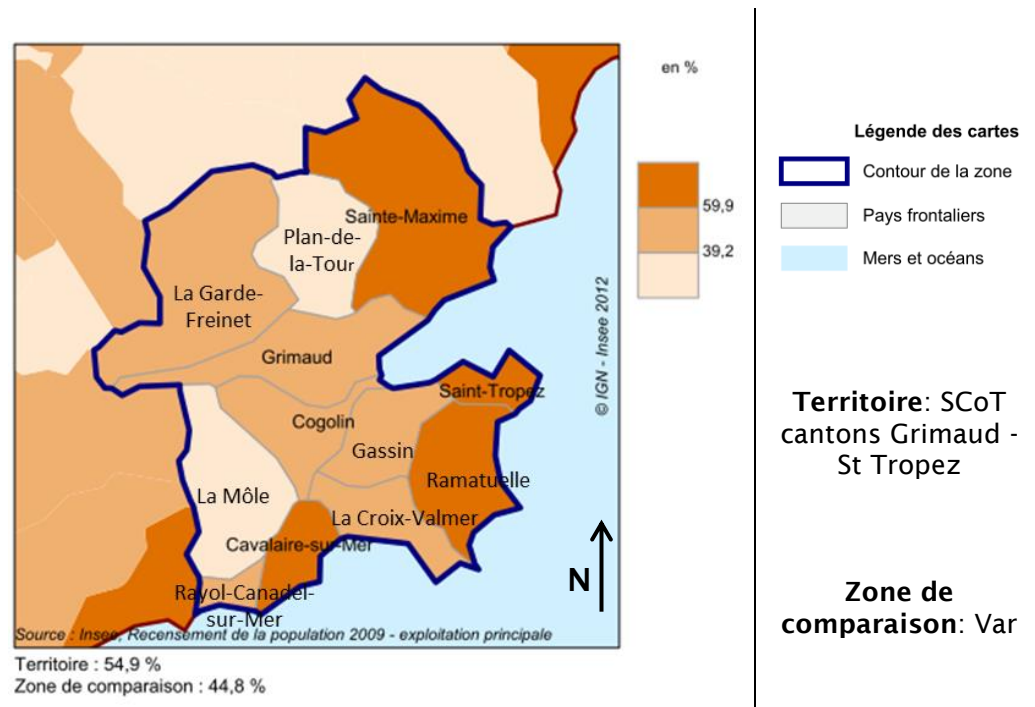 en %
59,9
39,2
Sainte-Maxime
Plan-de-
la-Tour
La Garde-
Freinet
Grimaud
Saint-Tropez
Cogolin
Gassin
Ramatuelle
La Môle
La Croix-Valmer
Cavalaire-sur-Mer
Rayol-Canadel-
sur-Mer
N
© IGN - Insee 2012
Source : Insee, Recensement de la population 2009 - exploitation principale
Territoire : 54,9 %
Zone de comparaison : 44,8 %
Légende des cartes
Contour de la zone
Pays frontaliers
Mers et océans
Territoire: SCoT
cantons Grimaud -
St Tropez
Zone de
comparaison: Var